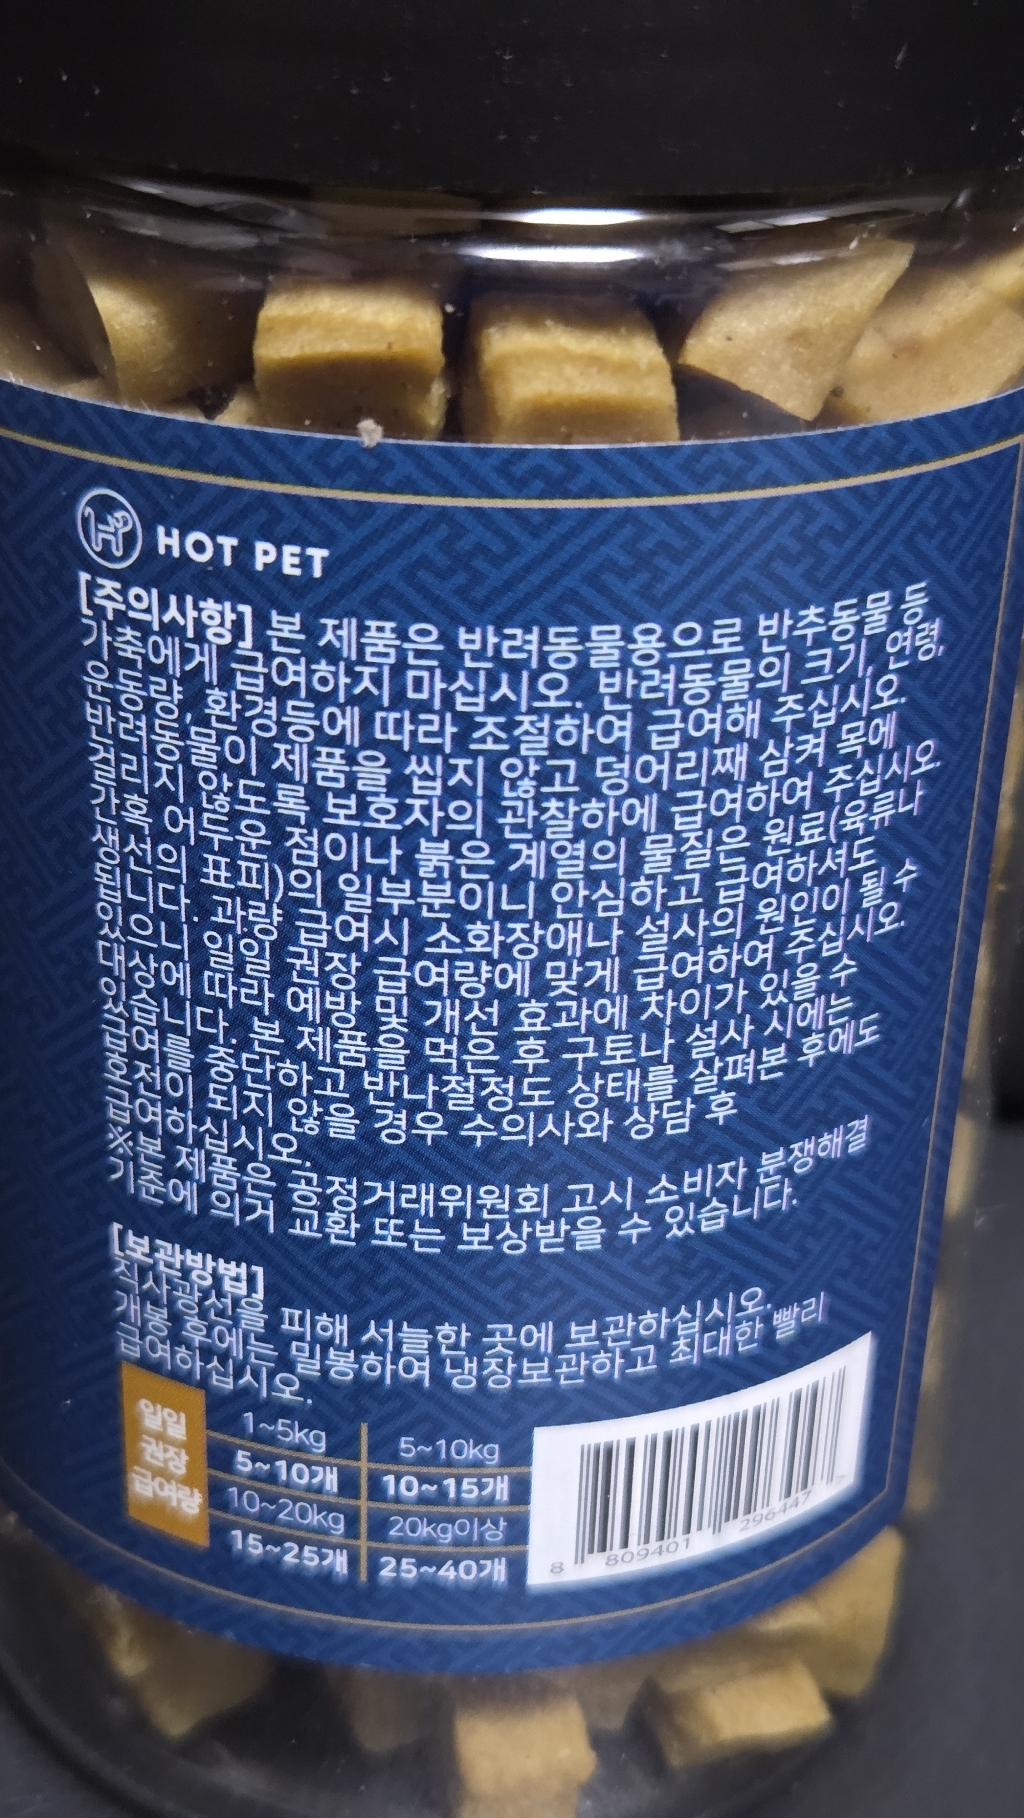 HOT PET
[주의사항] 본 제품은 반려동물용으로 반추동물 등
가축에게 급여하지 마십시오. 반려동물의 크기, 연령,
운동량, 환경등에 따라 조절하여 급여해 주십시오.
반려동물이 제품을 씹지 않고 덩어리째 삼켜 목에
걸리지 않도록 보호자의 관찰하에 급여하여 주십시오.
간혹 어두운 점이나 붉은 계열의 물질은 원료(육류나
생선의 표피)의 일부분이니 안심하고 급여하셔도
됩니다. 과량 급여시 소화장애나 설사의 원인이 될 수
있으니 일일 권장 급여량에 맞게 급여하여 주십시오.
대상에 따라 예방 및 개선 효과에 차이가 있을 수
있습니다. 본 제품을 먹은 후 구토나 설사 시에는
급여를 중단하고 반나절정도 상태를 살펴본 후에도
호전이 되지 않을 경우 수의사와 상담 후
급여하십시오.
※본 제품은 공정거래위원회 고시 소비자 분쟁해결
기준에 의거 교환 또는 보상받을 수 있습니다.
[보관방법]
직사광선을 피해 서늘한 곳에 보관하십시오.
개봉 후에는 밀봉하여 냉장보관하고 최대한 빨리
급여하십시오.
일일
권장
급여량
1~5kg 5~10kg
5~10개 10~15개
10~20kg 20kg이상
15~25개 25~40개
8 809401 296447 7